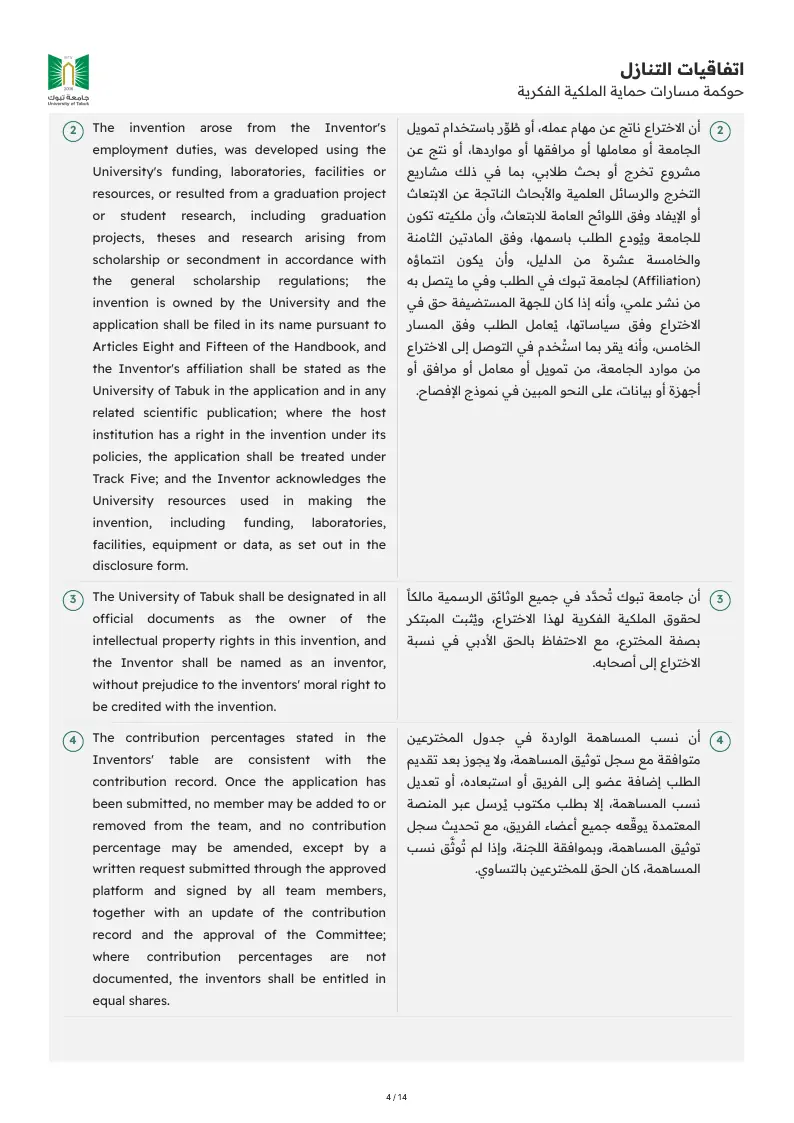 اتفاقيات التنازل
حوكمة مسارات حماية الملكية الفكرية
جامعة تبوك
University of Tabuk
2
The invention arose from the Inventor's
employment duties, was developed using the
University's funding, laboratories, facilities or
resources, or resulted from a graduation project
or student research, including graduation
projects, theses and research arising from
scholarship or secondment in accordance with
the general scholarship regulations; the
invention is owned by the University and the
application shall be filed in its name pursuant to
Articles Eight and Fifteen of the Handbook, and
the Inventor's affiliation shall be stated as the
University of Tabuk in the application and in any
related scientific publication; where the host
institution has a right in the invention under its
policies, the application shall be treated under
Track Five; and the Inventor acknowledges the
University resources used in making the
invention, including funding, laboratories,
facilities, equipment or data, as set out in the
disclosure form.
2
أن الاختراع ناتج عن مهام عمله، أو طُوِّر باستخدام تمويل
الجامعة أو معاملها أو مرافقها أو مواردها، أو نتج عن
مشروع تخرج أو بحث طلابي، بما في ذلك مشاريع
التخرج والرسائل العلمية والأبحاث الناتجة عن الابتعاث
أو الإيفاد وفق اللوائح العامة للابتعاث، وأن ملكيته تكون
للجامعة ويُودع الطلب باسمها، وفق المادتين الثامنة
والخامسة عشرة من الدليل، وأن يكون انتماؤه
(Affiliation) لجامعة تبوك في الطلب وفي ما يتصل به
من نشر علمي، وأنه إذا كان للجهة المستضيفة حق في
الاختراع وفق سياساتها، يُعامل الطلب وفق المسار
الخامس، وأنه يقر بما استُخدم في التوصل إلى الاختراع
من موارد الجامعة، من تمويل أو معامل أو مرافق أو
أجهزة أو بيانات، على النحو المبين في نموذج الإفصاح.
3
The University of Tabuk shall be designated in all
official documents as the owner of the
intellectual property rights in this invention, and
the Inventor shall be named as an inventor,
without prejudice to the inventors' moral right to
be credited with the invention.
3
أن جامعة تبوك تُحدَّد في جميع الوثائق الرسمية مالكاً
لحقوق الملكية الفكرية لهذا الاختراع، ويُثبت المبتكر
بصفة المخترع، مع الاحتفاظ بالحق الأدبي في نسبة
الاختراع إلى أصحابه.
4
The contribution percentages stated in the
Inventors' table are consistent with the
contribution record. Once the application has
been submitted, no member may be added to or
removed from the team, and no contribution
percentage may be amended, except by a
written request submitted through the approved
platform and signed by all team members,
together with an update of the contribution
record and the approval of the Committee;
where contribution percentages are not
documented, the inventors shall be entitled in
equal shares.
4
أن نسب المساهمة الواردة في جدول المخترعين
متوافقة مع سجل توثيق المساهمة، ولا يجوز بعد تقديم
الطلب إضافة عضو إلى الفريق أو استبعاده، أو تعديل
نسب المساهمة، إلا بطلب مكتوب يُرسل عبر المنصة
المعتمدة يوقّعه جميع أعضاء الفريق، مع تحديث سجل
توثيق المساهمة، وبموافقة اللجنة، وإذا لم تُوثَّق نسب
المساهمة، كان الحق للمخترعين بالتساوي.
4 / 14